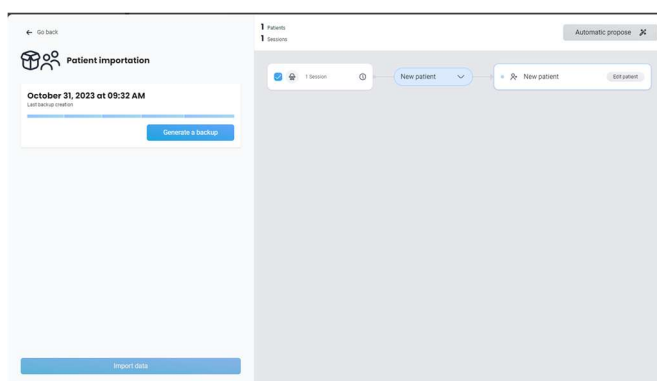 Go back
Patient importation
October 31, 2023 at 09:32 AM
Last backup creation
Generate a backup
Import data
1 Patients
1 Sessions
Automatic propose
1 Session
New patient
New patient
Edit patient